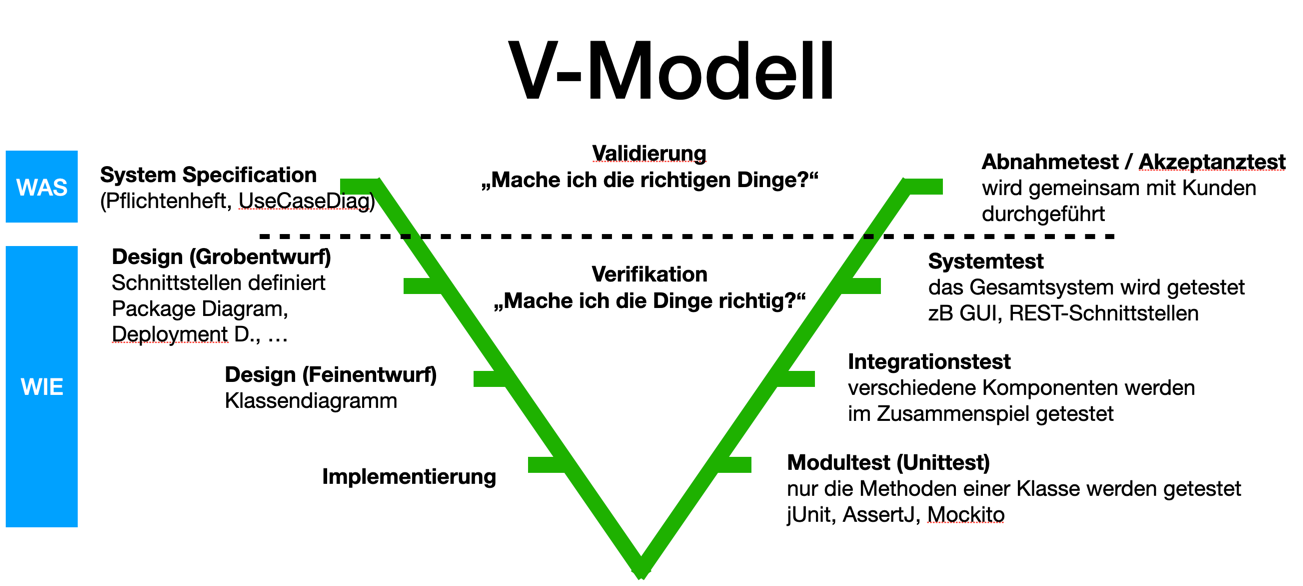 V-Modell
WAS
System Specification
(Pflichtenheft, UseCaseDiag)
Validierung
„Mache ich die richtigen Dinge?“
Abnahmetest / Akzeptanztest
wird gemeinsam mit Kunden
durchgeführt
WIE
Design (Grobentwurf)
Schnittstellen definiert
Package Diagram,
Deployment D., …
Verifikation
„Mache ich die Dinge richtig?“
Systemtest
das Gesamtsystem wird getestet
zB GUI, REST-Schnittstellen
Design (Feinentwurf)
Klassendiagramm
Integrationstest
verschiedene Komponenten werden
im Zusammenspiel getestet
Implementierung
Modultest (Unittest)
nur die Methoden einer Klasse werden getestet
jUnit, AssertJ, Mockito